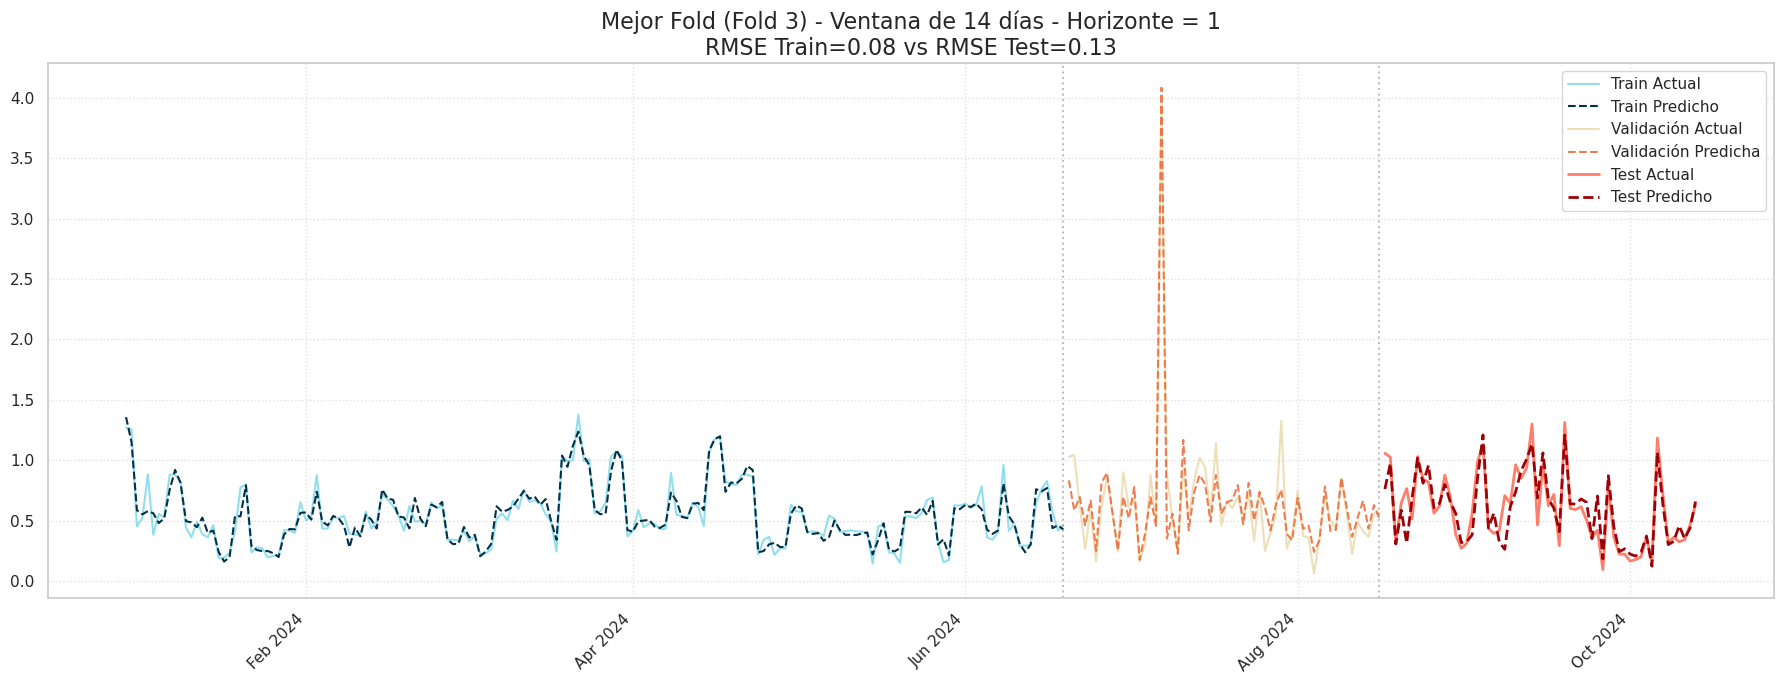 Mejor Fold (Fold 3) - Ventana de 14 días - Horizonte = 1
RMSE Train=0.08 vs RMSE Test=0.13
4.0
3.5
3.0
2.5
2.0
1.5
1.0
0.5
0.0
Train Actual
Train Predicho
Validación Actual
Validación Predicha
Test Actual
Test Predicho
Feb 2024
Apr 2024
Jun 2024
Aug 2024
Oct 2024